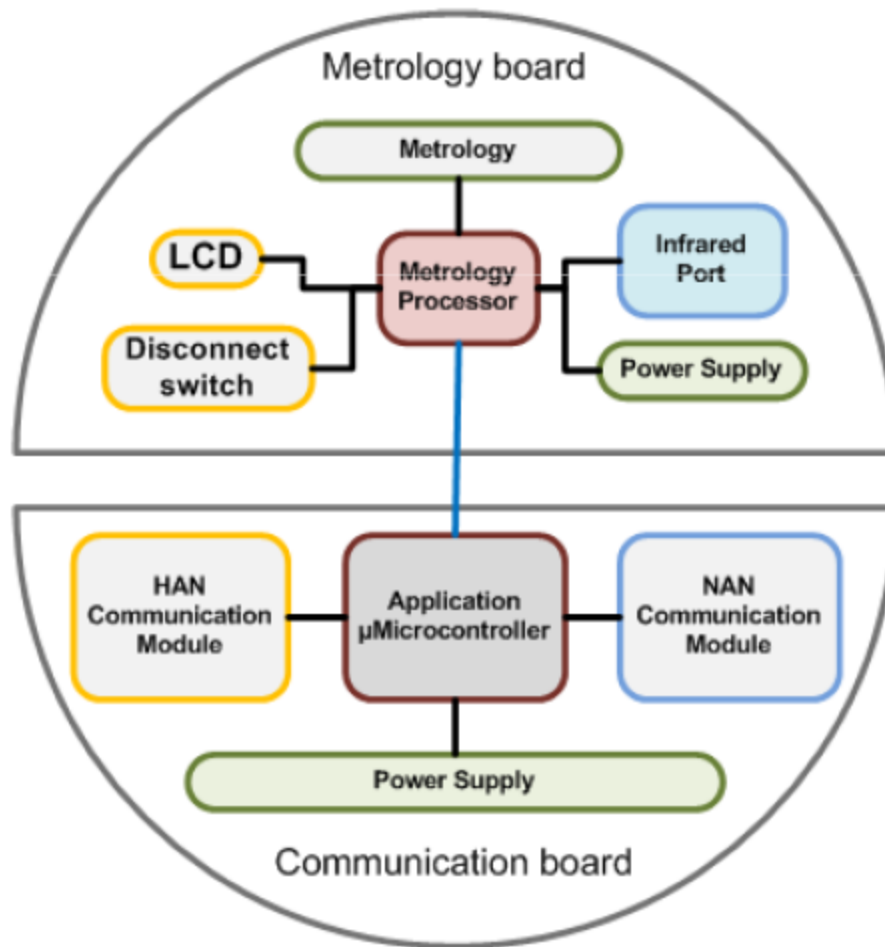 Metrology board
Metrology
LCD
Metrology
Processor
Infrared
Port
Disconnect
switch
Power Supply
HAN
Communication
Module
Application
µMicrocontroller
NAN
Communication
Module
Power Supply
Communication board